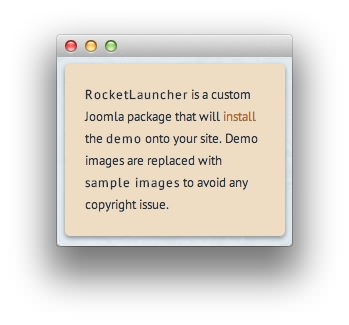 RocketLauncher is a custom
Joomla package that will install
the demo onto your site. Demo
images are replaced with
sample images to avoid any
copyright issue.